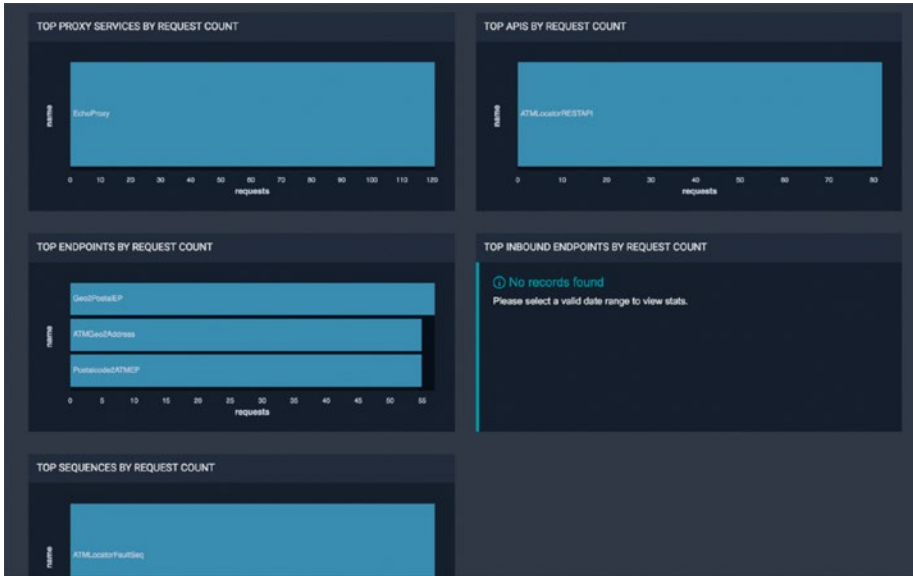 TOP PROXY SERVICES BY REQUEST COUNT
name
EchoProxy
0 10 20 30 40 50 60 70 80 90 100 110 120
requests
TOP APIS BY REQUEST COUNT
name
ATMLocatorRESTAPI
0 10 20 30 40 50 60 70 80
requests
TOP ENDPOINTS BY REQUEST COUNT
name
Geo2PostalEP
ATMGeo2Address
Postalcode2ATMEP
0 5 10 15 20 25 30 35 40 45 50 55
requests
TOP INBOUND ENDPOINTS BY REQUEST COUNT
No records found
Please select a valid date range to view stats.
TOP SEQUENCES BY REQUEST COUNT
name
ATMLocatorFaultSeq